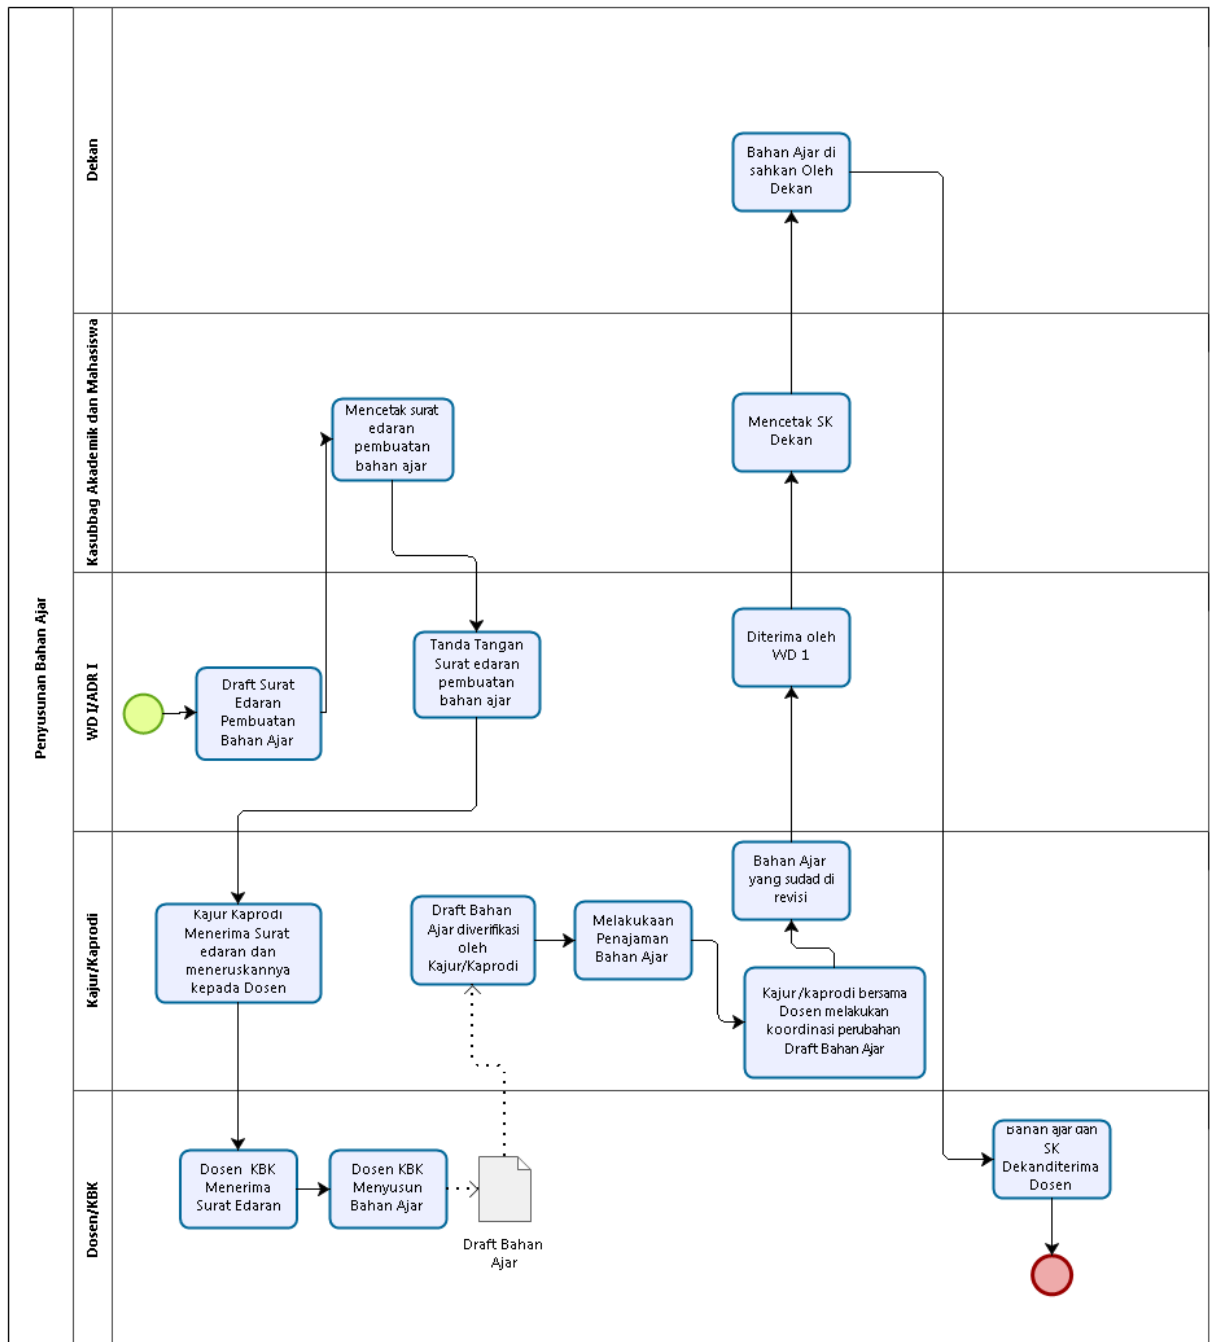 Penyusunan Bahan Ajar
Dekan
Bahan Ajar di
sahkan Oleh
Dekan
Kasubbag Akademik dan Mahasiswa
Mencetak surat
edaran
pembuatan
bahan ajar
Mencetak SK
Dekan
WD I/ADR I
Draft Surat
Edaran
Pembuatan
Bahan Ajar
Tanda Tangan
Surat edaran
pembuatan
bahan ajar
Diterima oleh
WD 1
Kajur/Kaprodi
Kajur Kaprodi
Menerima Surat
edaran dan
meneruskannya
kepada Dosen
Draft Bahan
Ajar diverifikasi
oleh
Kajur/Kaprodi
Melakukaan
Penajaman
Bahan Ajar
Bahan Ajar
yang sudad di
revisi
Kajur/kaprodi bersama
Dosen melakukan
koordinasi perubahan
Draft Bahan Ajar
Dosen/KBK
Dosen KBK
Menerima
Surat Edaran
Dosen KBK
Menyusun
Bahan Ajar
Draft Bahan
Ajar
Bahan ajar dan
SK
Dekanditerima
Dosen